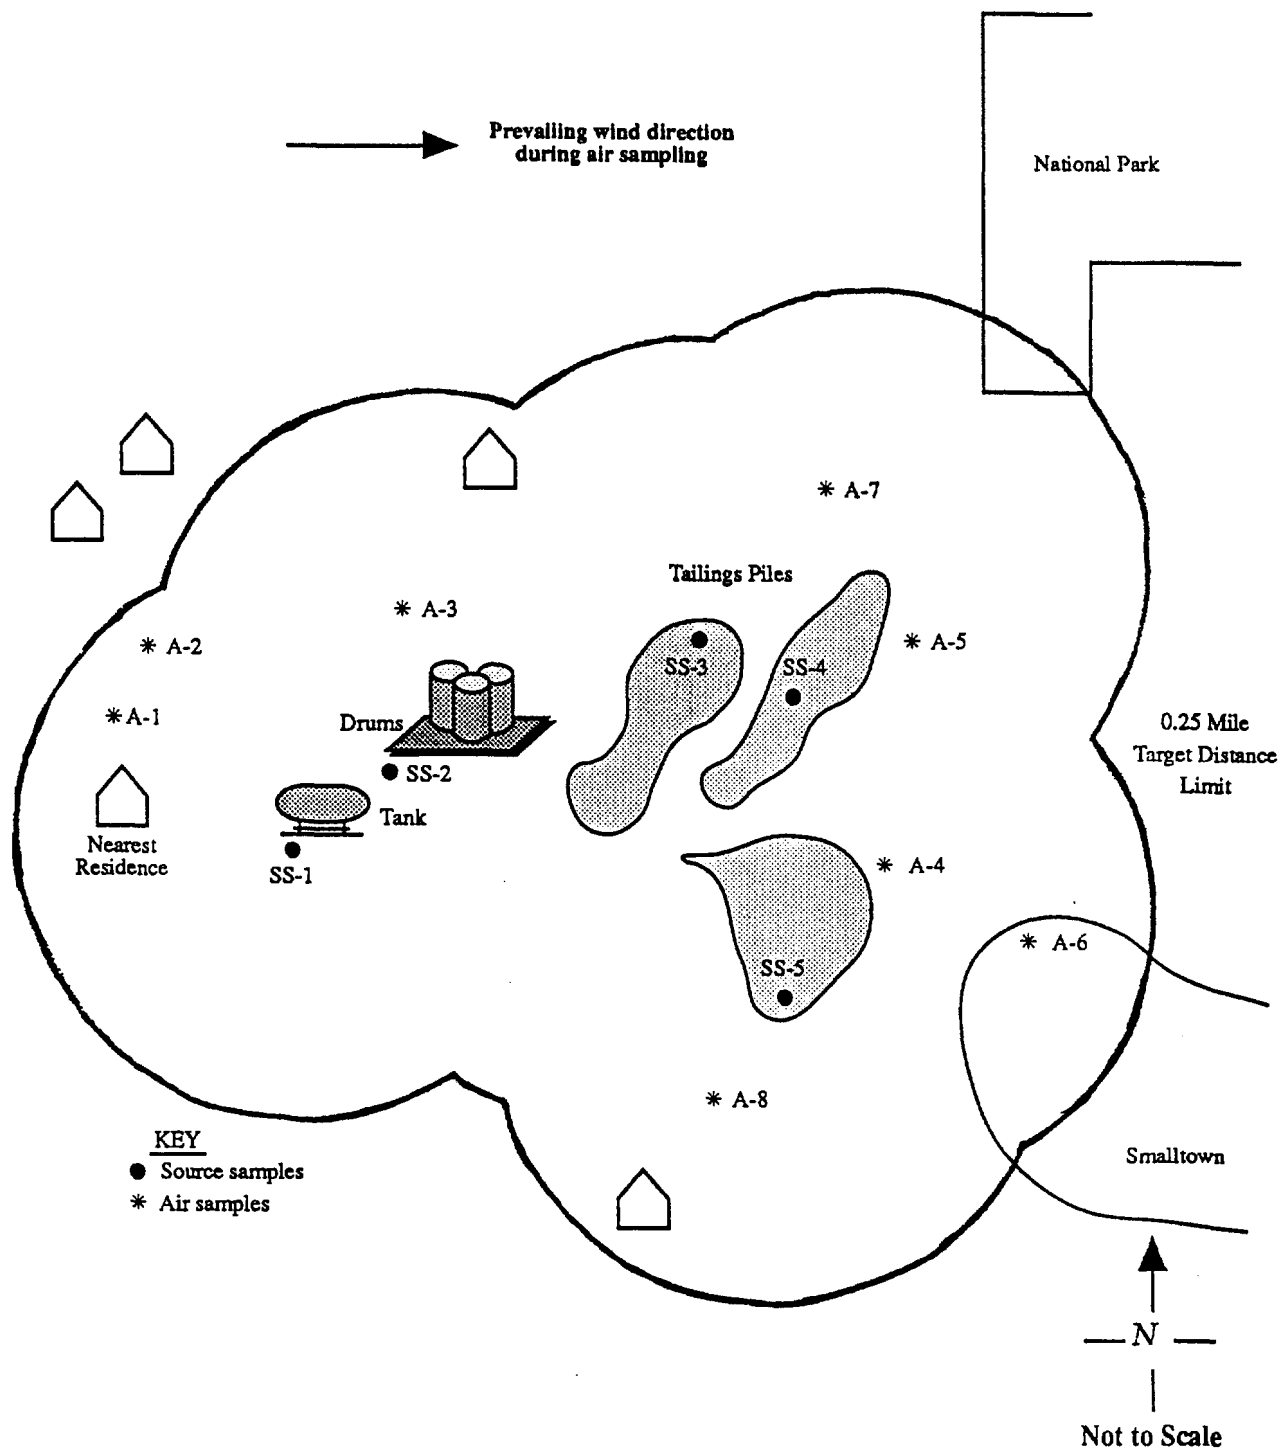 Prevailing wind direction
during air sampling
National Park
A-7
Tailings Piles
A-3
A-2
A-5
SS-3
SS-4
A-1
Drums
0.25 Mile
Target Distance
Limit
SS-2
Tank
Nearest
Residence
SS-1
A-4
A-6
SS-5
A-8
KEY
Source samples
Air samples
Smalltown
N
Not to Scale